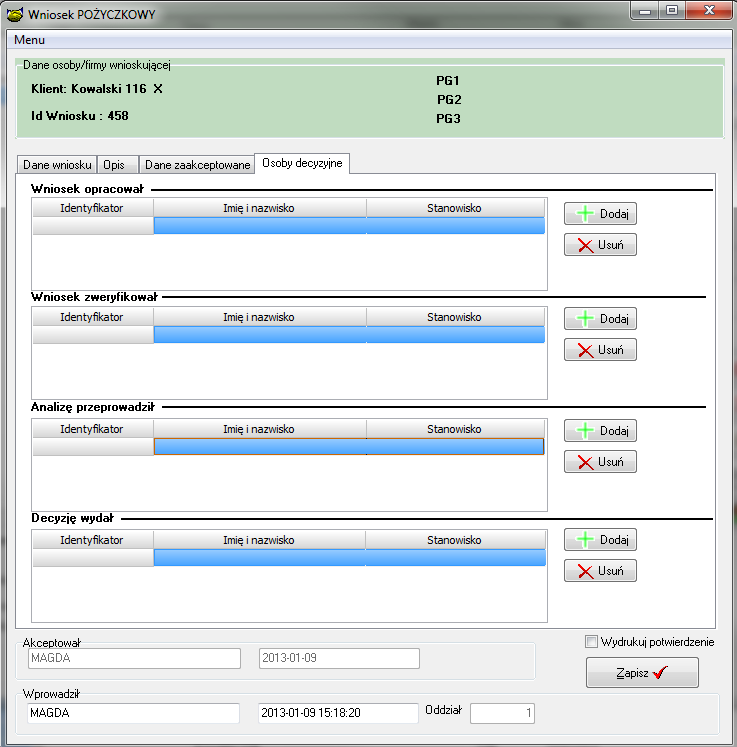 Wniosek POŻYCZKOWY
Menu
Dane osoby/firmy wnioskującej
Klient: Kowalski 116 X
PG1
PG2
Id Wniosku : 458
PG3
Dane wniosku Opis Dane zaakceptowane Osoby decyzyjne
Wniosek opracował
Identyfikator Imię i nazwisko Stanowisko
Dodaj
Usuń
Wniosek zweryfikował
Identyfikator Imię i nazwisko Stanowisko
Dodaj
Usuń
Analizę przeprowadził
Identyfikator Imię i nazwisko Stanowisko
Dodaj
Usuń
Decyzję wydał
Identyfikator Imię i nazwisko Stanowisko
Dodaj
Usuń
Akceptował
MAGDA 2013-01-09
Wydrukuj potwierdzenie
Zapisz
Wprowadził
MAGDA 2013-01-09 15:18:20 Oddział 1